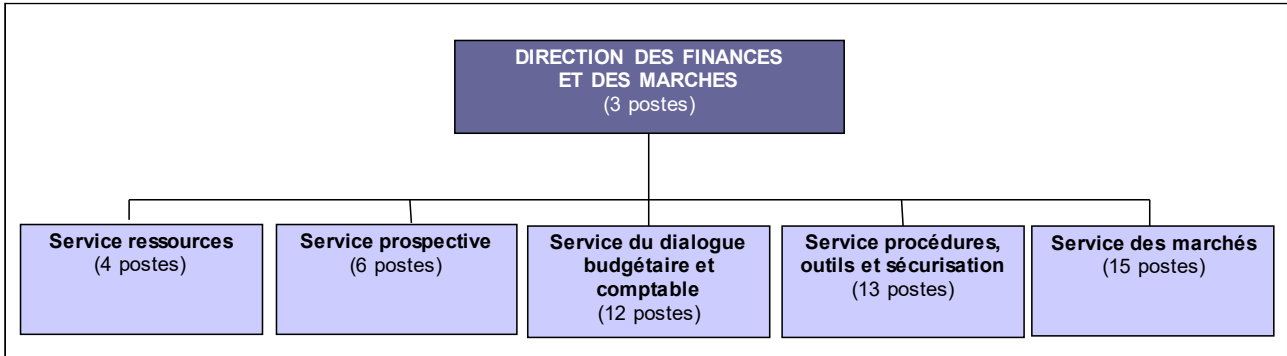 DIRECTION DES FINANCES
ET DES MARCHES
(3 postes)
Service ressources
(4 postes)
Service prospective
(6 postes)
Service du dialogue
budgétaire et
comptable
(12 postes)
Service procédures,
outils et sécurisation
(13 postes)
Service des marchés
(15 postes)